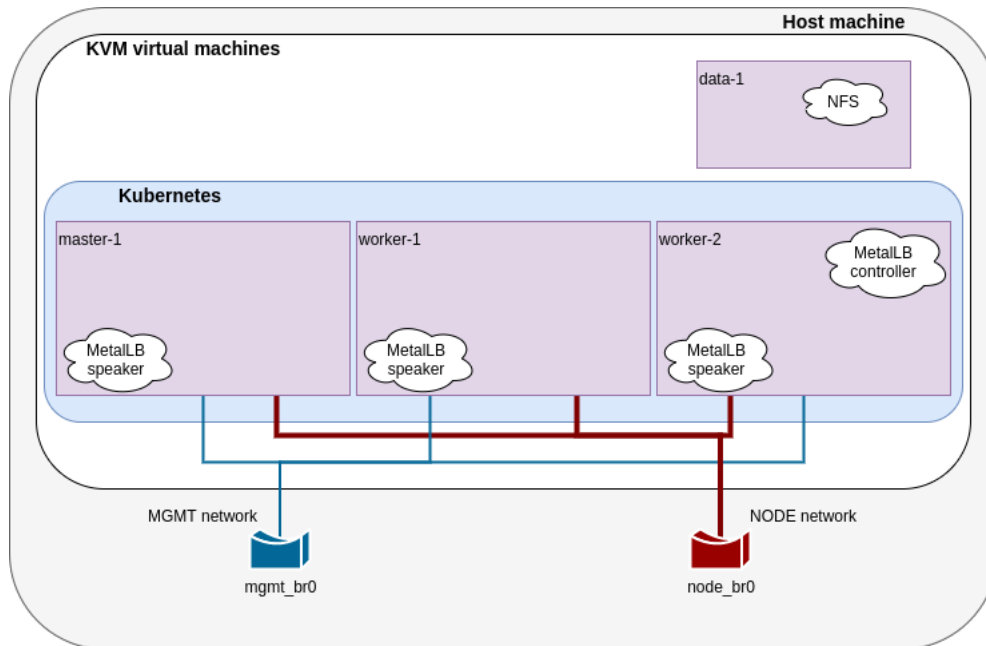 Host machine
KVM virtual machines
data-1
NFS
Kubernetes
master-1
worker-1
worker-2
MetalLB
controller
MetalLB
speaker
MetalLB
speaker
MetalLB
speaker
MGMT network
NODE network
mgmt_br0
node_br0